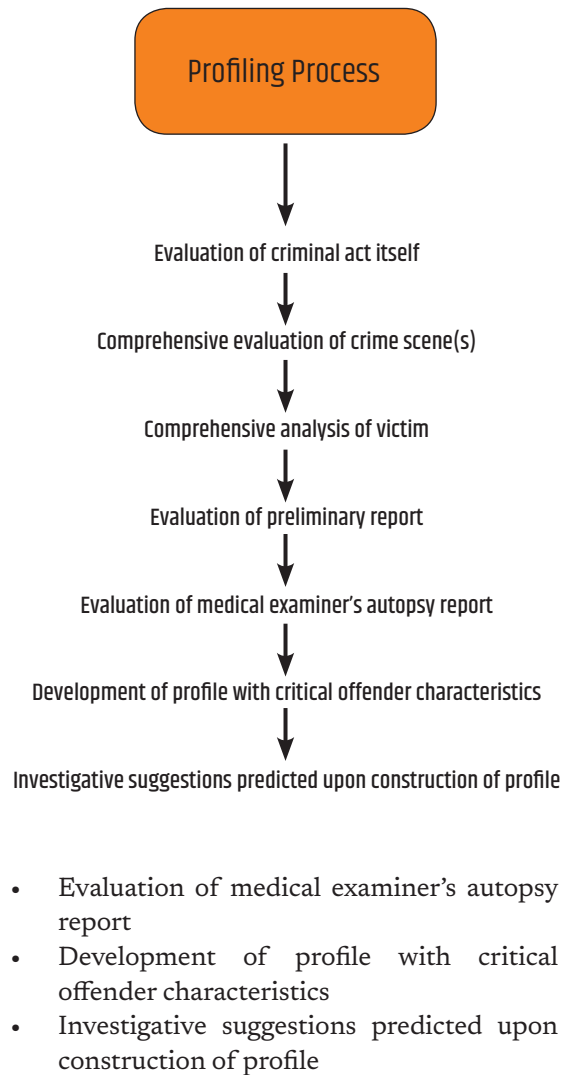 Profiling Process
Evaluation of criminal act itself
Comprehensive evaluation of crime scene(s)
Comprehensive analysis of victim
Evaluation of preliminary report
Evaluation of medical examiner’s autopsy report
Development of profile with critical offender characteristics
Investigative suggestions predicted upon construction of profile
• Evaluation of medical examiner’s autopsy
report
• Development of profile with critical
offender characteristics
• Investigative suggestions predicted upon
construction of profile